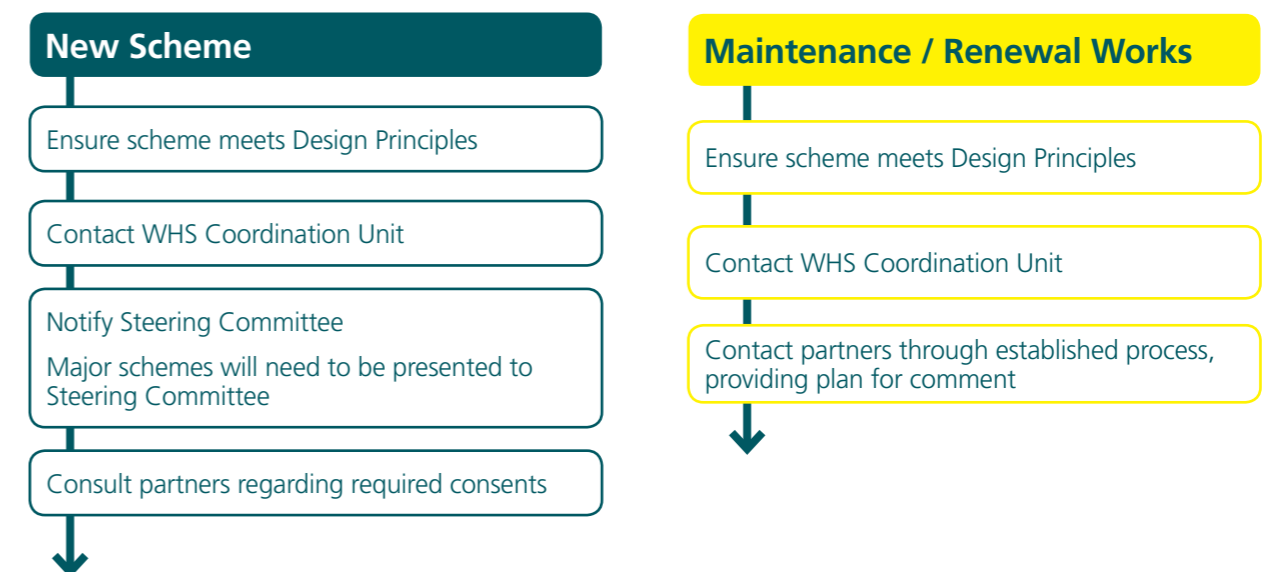 New Scheme
Ensure scheme meets Design Principles
Contact WHS Coordination Unit
Notify Steering Committee
Major schemes will need to be presented to
Steering Committee
Consult partners regarding required consents
Maintenance / Renewal Works
Ensure scheme meets Design Principles
Contact WHS Coordination Unit
Contact partners through established process,
providing plan for comment